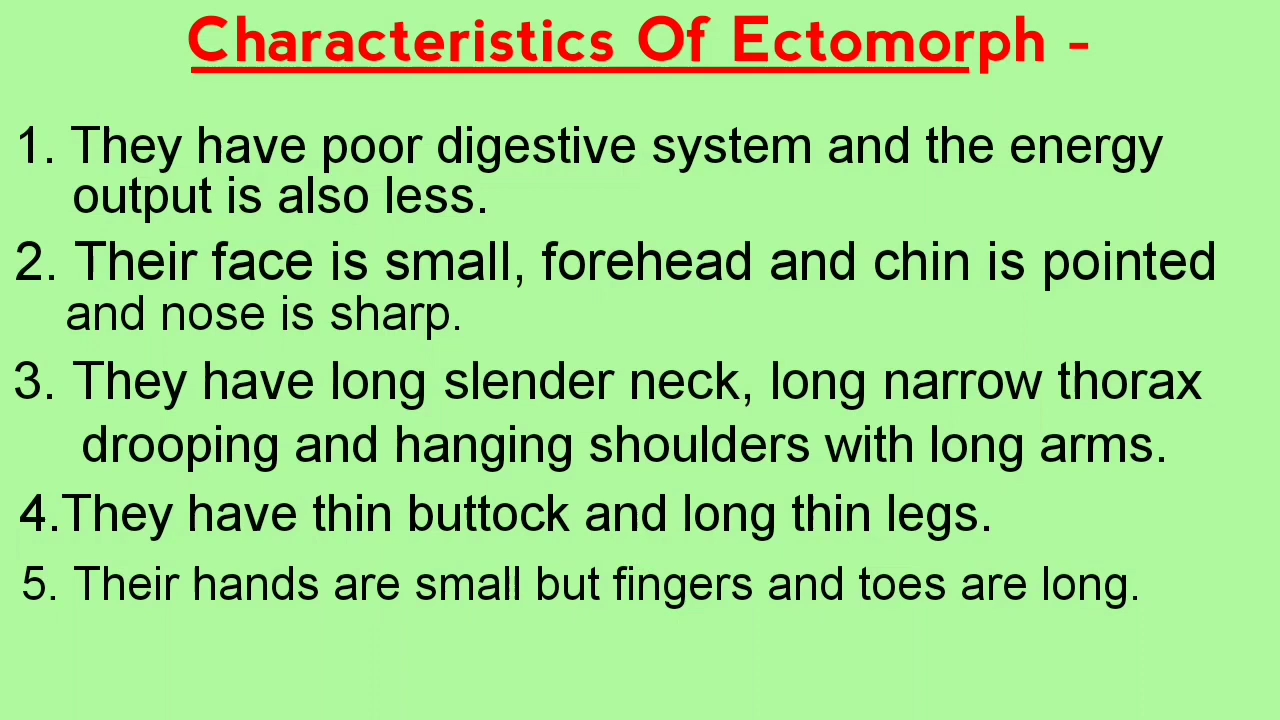 Characteristics Of Ectomorph -
1. They have poor digestive system and the energy
output is also less.
2. Their face is small, forehead and chin is pointed
and nose is sharp.
3. They have long slender neck, long narrow thorax
drooping and hanging shoulders with long arms.
4.They have thin buttock and long thin legs.
5. Their hands are small but fingers and toes are long.